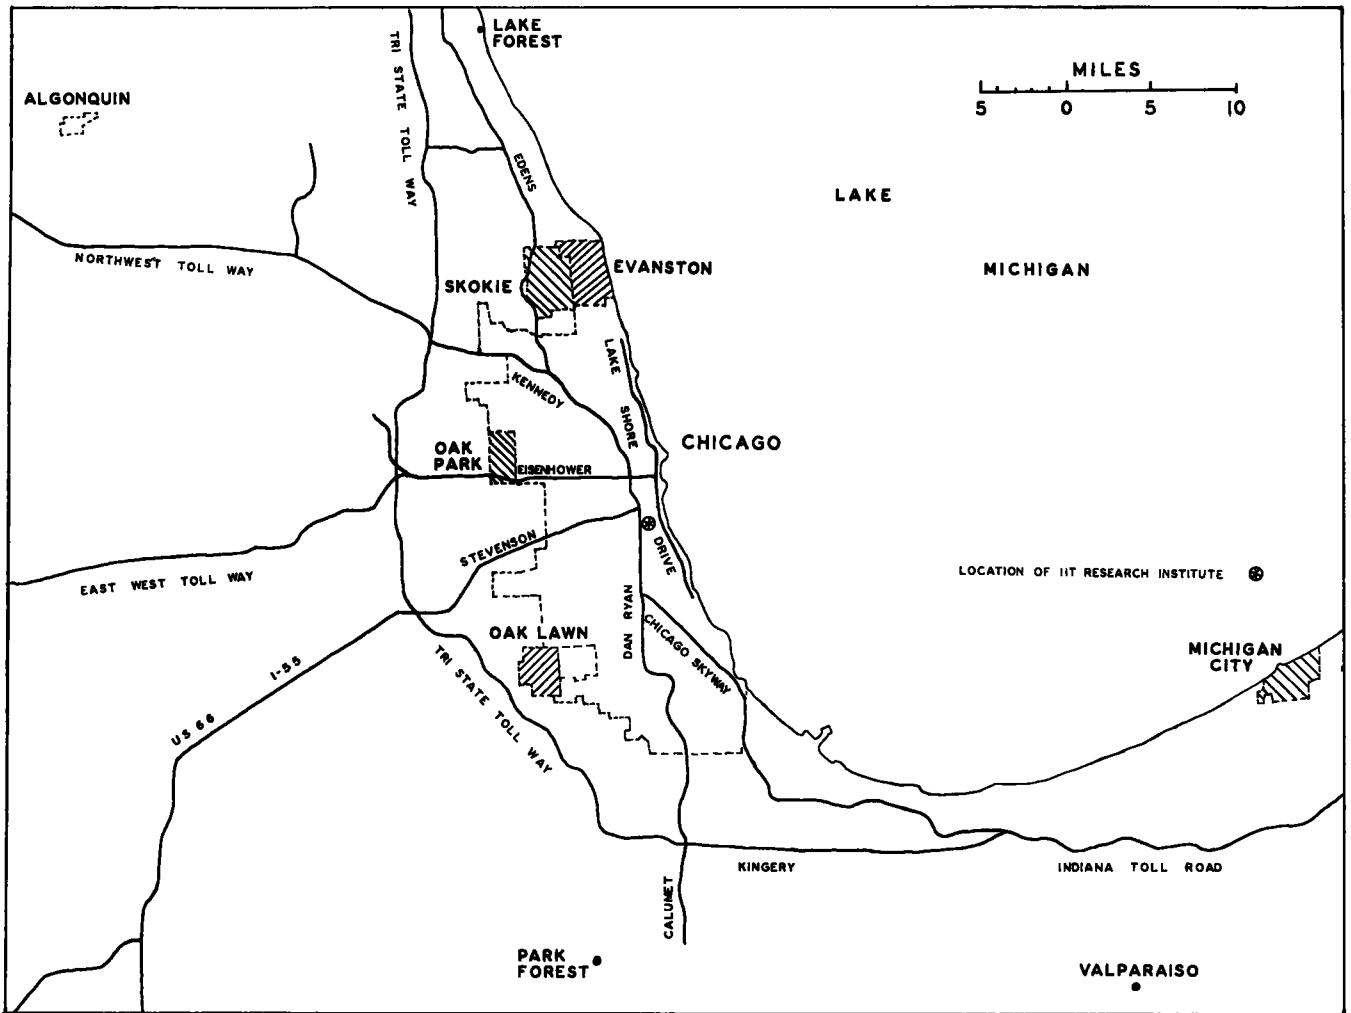 LAKE
FOREST
MILES
5 0 5 10
ALGONQUIN
TRI STATE TOLL WAY
EDENS
LAKE
MICHIGAN
NORTHWEST TOLL WAY
SKOKIE
EVANSTON
LAKE SHORE DRIVE
KENNEDY
CHICAGO
OAK
PARK
EISENHOWER
STEVENSON
EAST WEST TOLL WAY
LOCATION OF IIT RESEARCH INSTITUTE
DAN RYAN
CHICAGO SKYWAY
OAK LAWN
MICHIGAN
CITY
TRI STATE TOLL WAY
US 66 I-55
KINGERY
INDIANA TOLL ROAD
CALUMET
PARK
FOREST
VALPARAISO